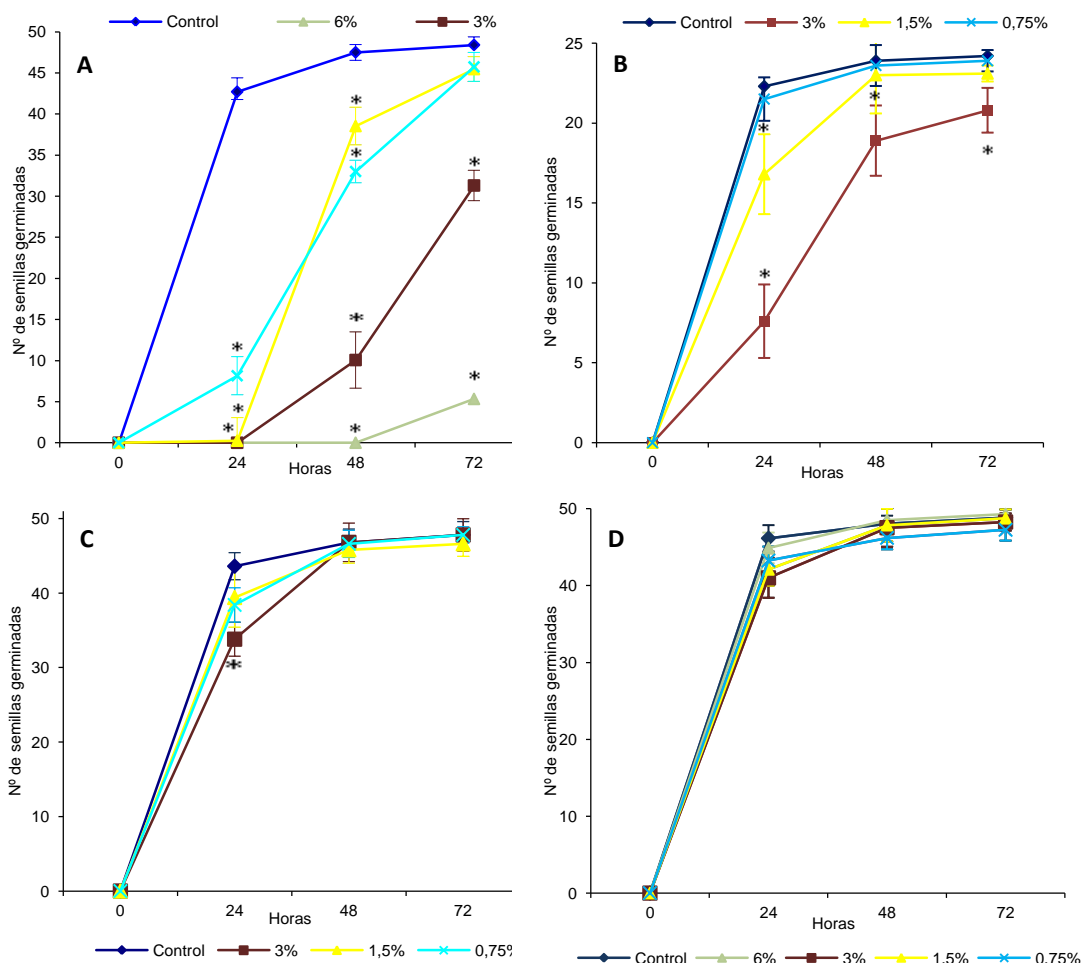 Control 6% 3%
Control 3% 1,5% 0,75%
A
B
Nº de semillas germinadas
50
45
40
35
30
25
20
15
10
5
0
* * * * * * * * *
0 24 48 72
Horas
Nº de semillas germinadas
25
20
15
10
5
0
* * * *
0 24 48 72
Horas
C
D
Nº de semillas germinadas
50
40
30
20
10
0
*
0 24 48 72
Horas
Control 3% 1,5% 0,75%
Nº de semillas germinadas
50
40
30
20
10
0
0 24 48 72
Horas
Control 6% 3% 1.5% 0.75%